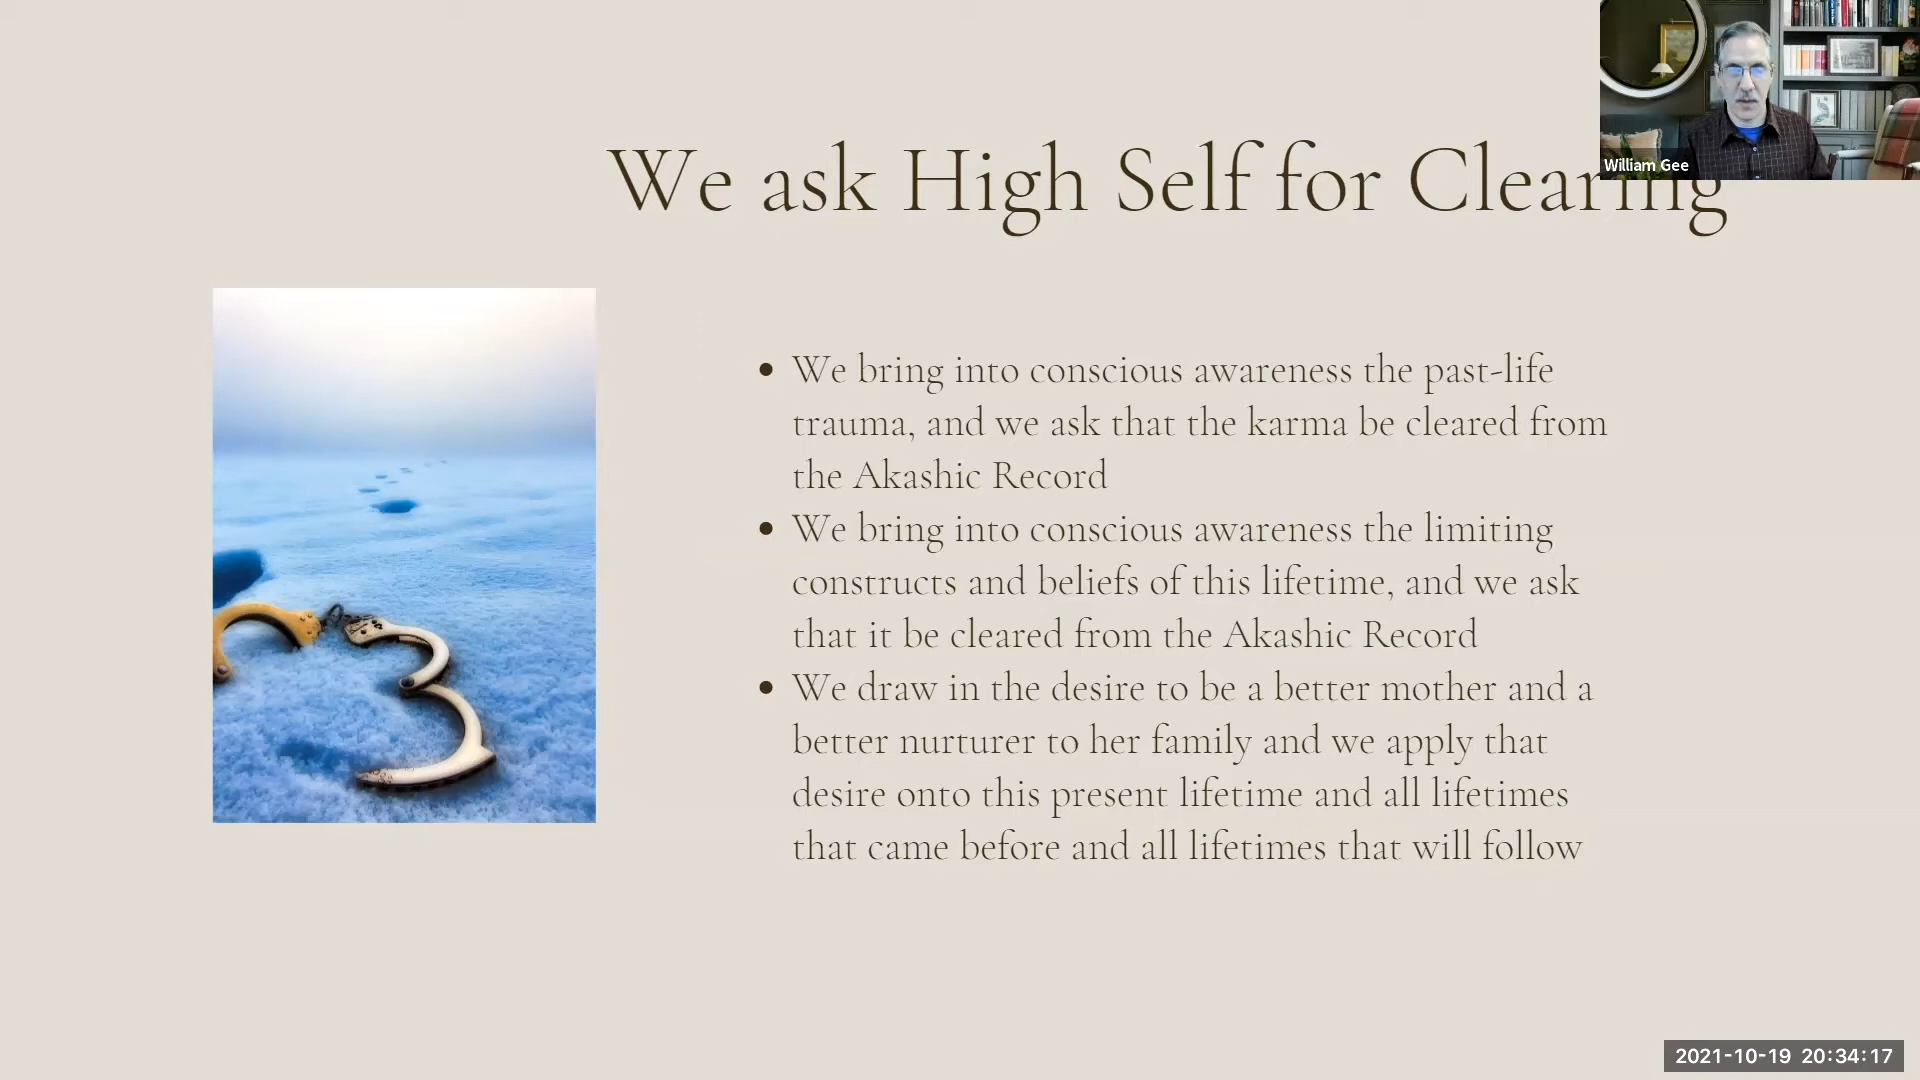 We ask High Self for Clearing
William Gee
• We bring into conscious awareness the past-life
trauma, and we ask that the karma be cleared from
the Akashic Record
• We bring into conscious awareness the limiting
constructs and beliefs of this lifetime, and we ask
that it be cleared from the Akashic Record
• We draw in the desire to be a better mother and a
better nurturer to her family and we apply that
desire onto this present lifetime and all lifetimes
that came before and all lifetimes that will follow
2021-10-19 20:34:17